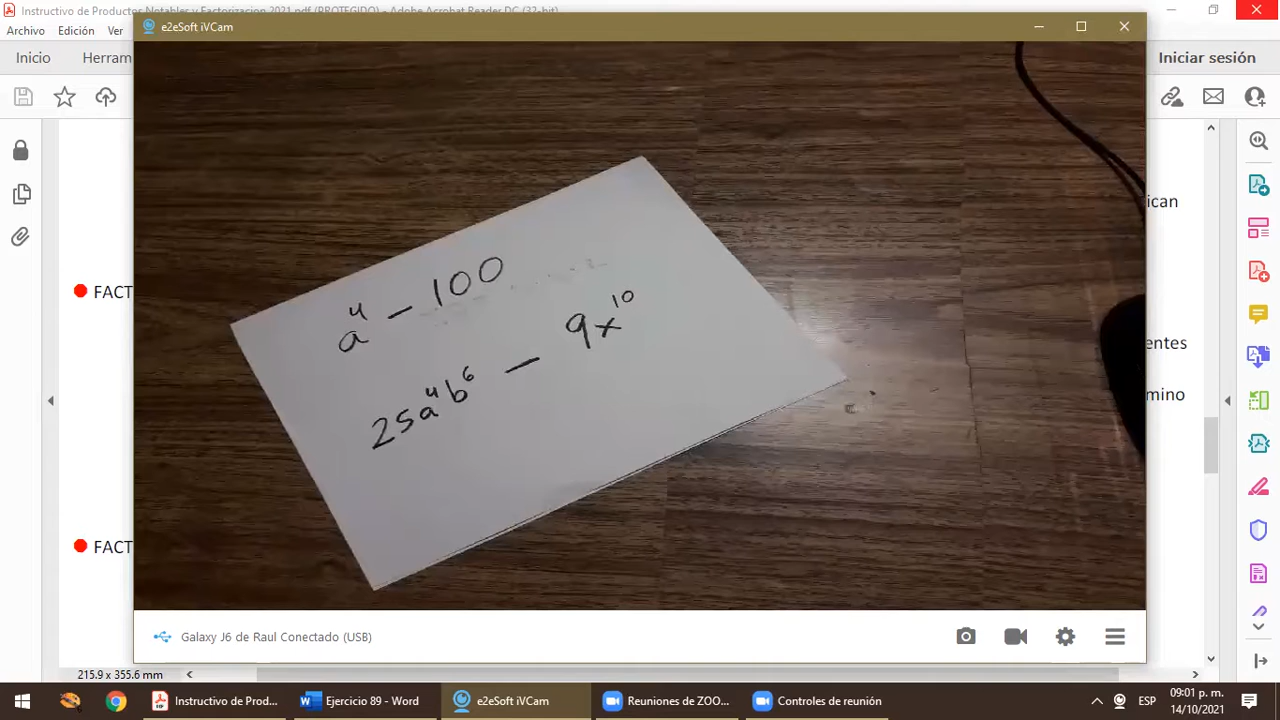 Instructivo de Productos Notables y Factorizacion 2021.pdf (PROTEGIDO) - Adobe Acrobat Reader DC (32-bit)
e2eSoft iVCam
Archivo Edición Ver
Inicio Herram Iniciar sesión
ican
FACT
a⁴ - 100
25a⁴b⁶ - 9x¹⁰
entes
mino
FACT
Galaxy J6 de Raul Conectado (USB)
215.9 x 355.6 mm
Instructivo de Prod... Ejercicio 89 - Word e2eSoft iVCam Reuniones de ZOO... Controles de reunión ESP 09:01 p. m.
14/10/2021